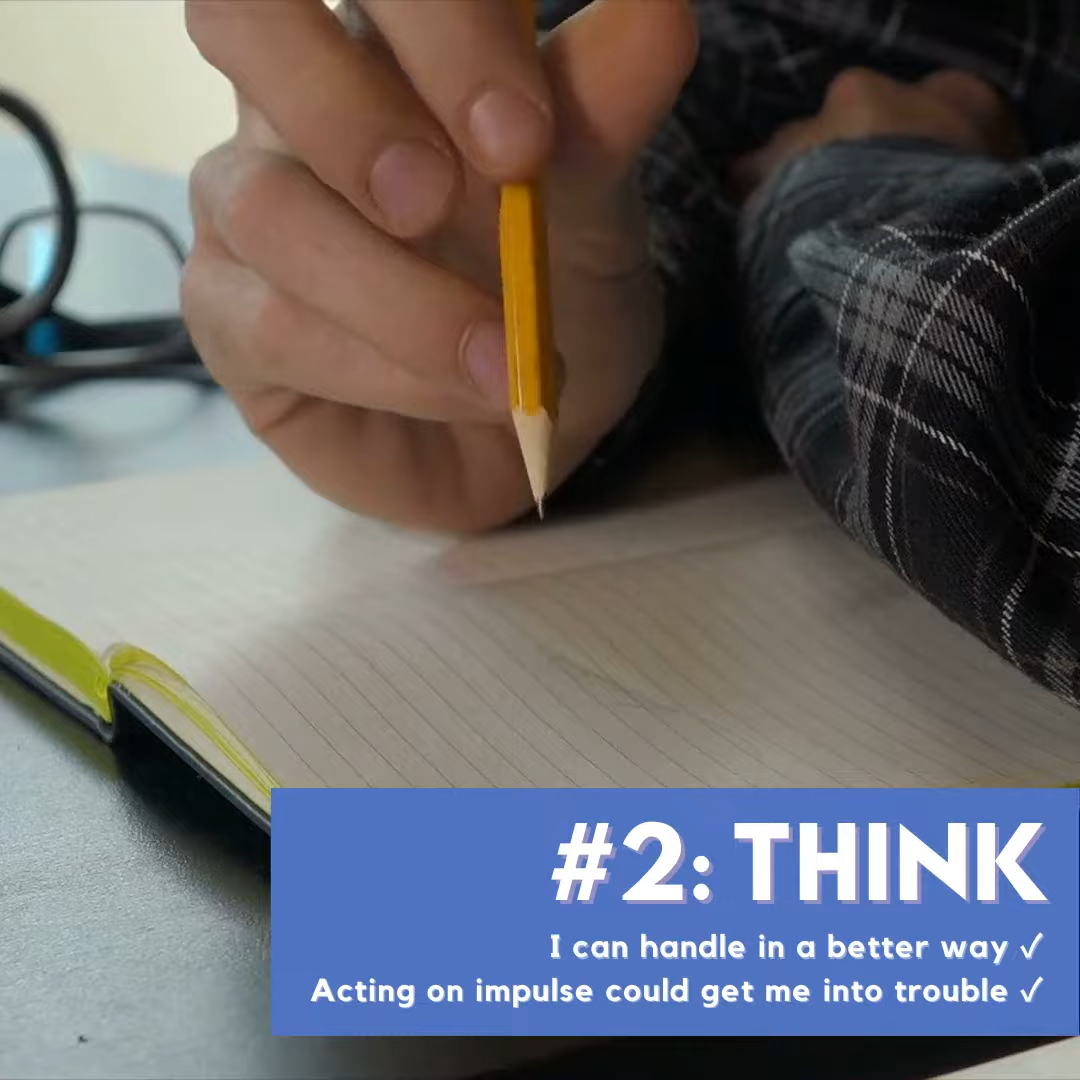 #2: THINK
I can handle in a better way ✓
Acting on impulse could get me into trouble ✓